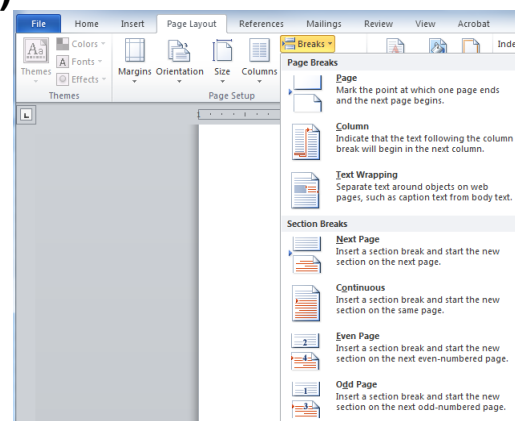 )
File Home Insert Page Layout References Mailings Review View Acrobat
Aa Colors Breaks Inde
A Fonts
Themes Effects Margins Orientation Size Columns
Themes Page Setup
Page Breaks
Page
Mark the point at which one page ends
and the next page begins.
Column
Indicate that the text following the column
break will begin in the next column.
Text Wrapping
Separate text around objects on web
pages, such as caption text from body text.
Section Breaks
Next Page
Insert a section break and start the new
section on the next page.
Continuous
Insert a section break and start the new
section on the same page.
2
4
Even Page
Insert a section break and start the new
section on the next even-numbered page.
1
3
Odd Page
Insert a section break and start the new
section on the next odd-numbered page.